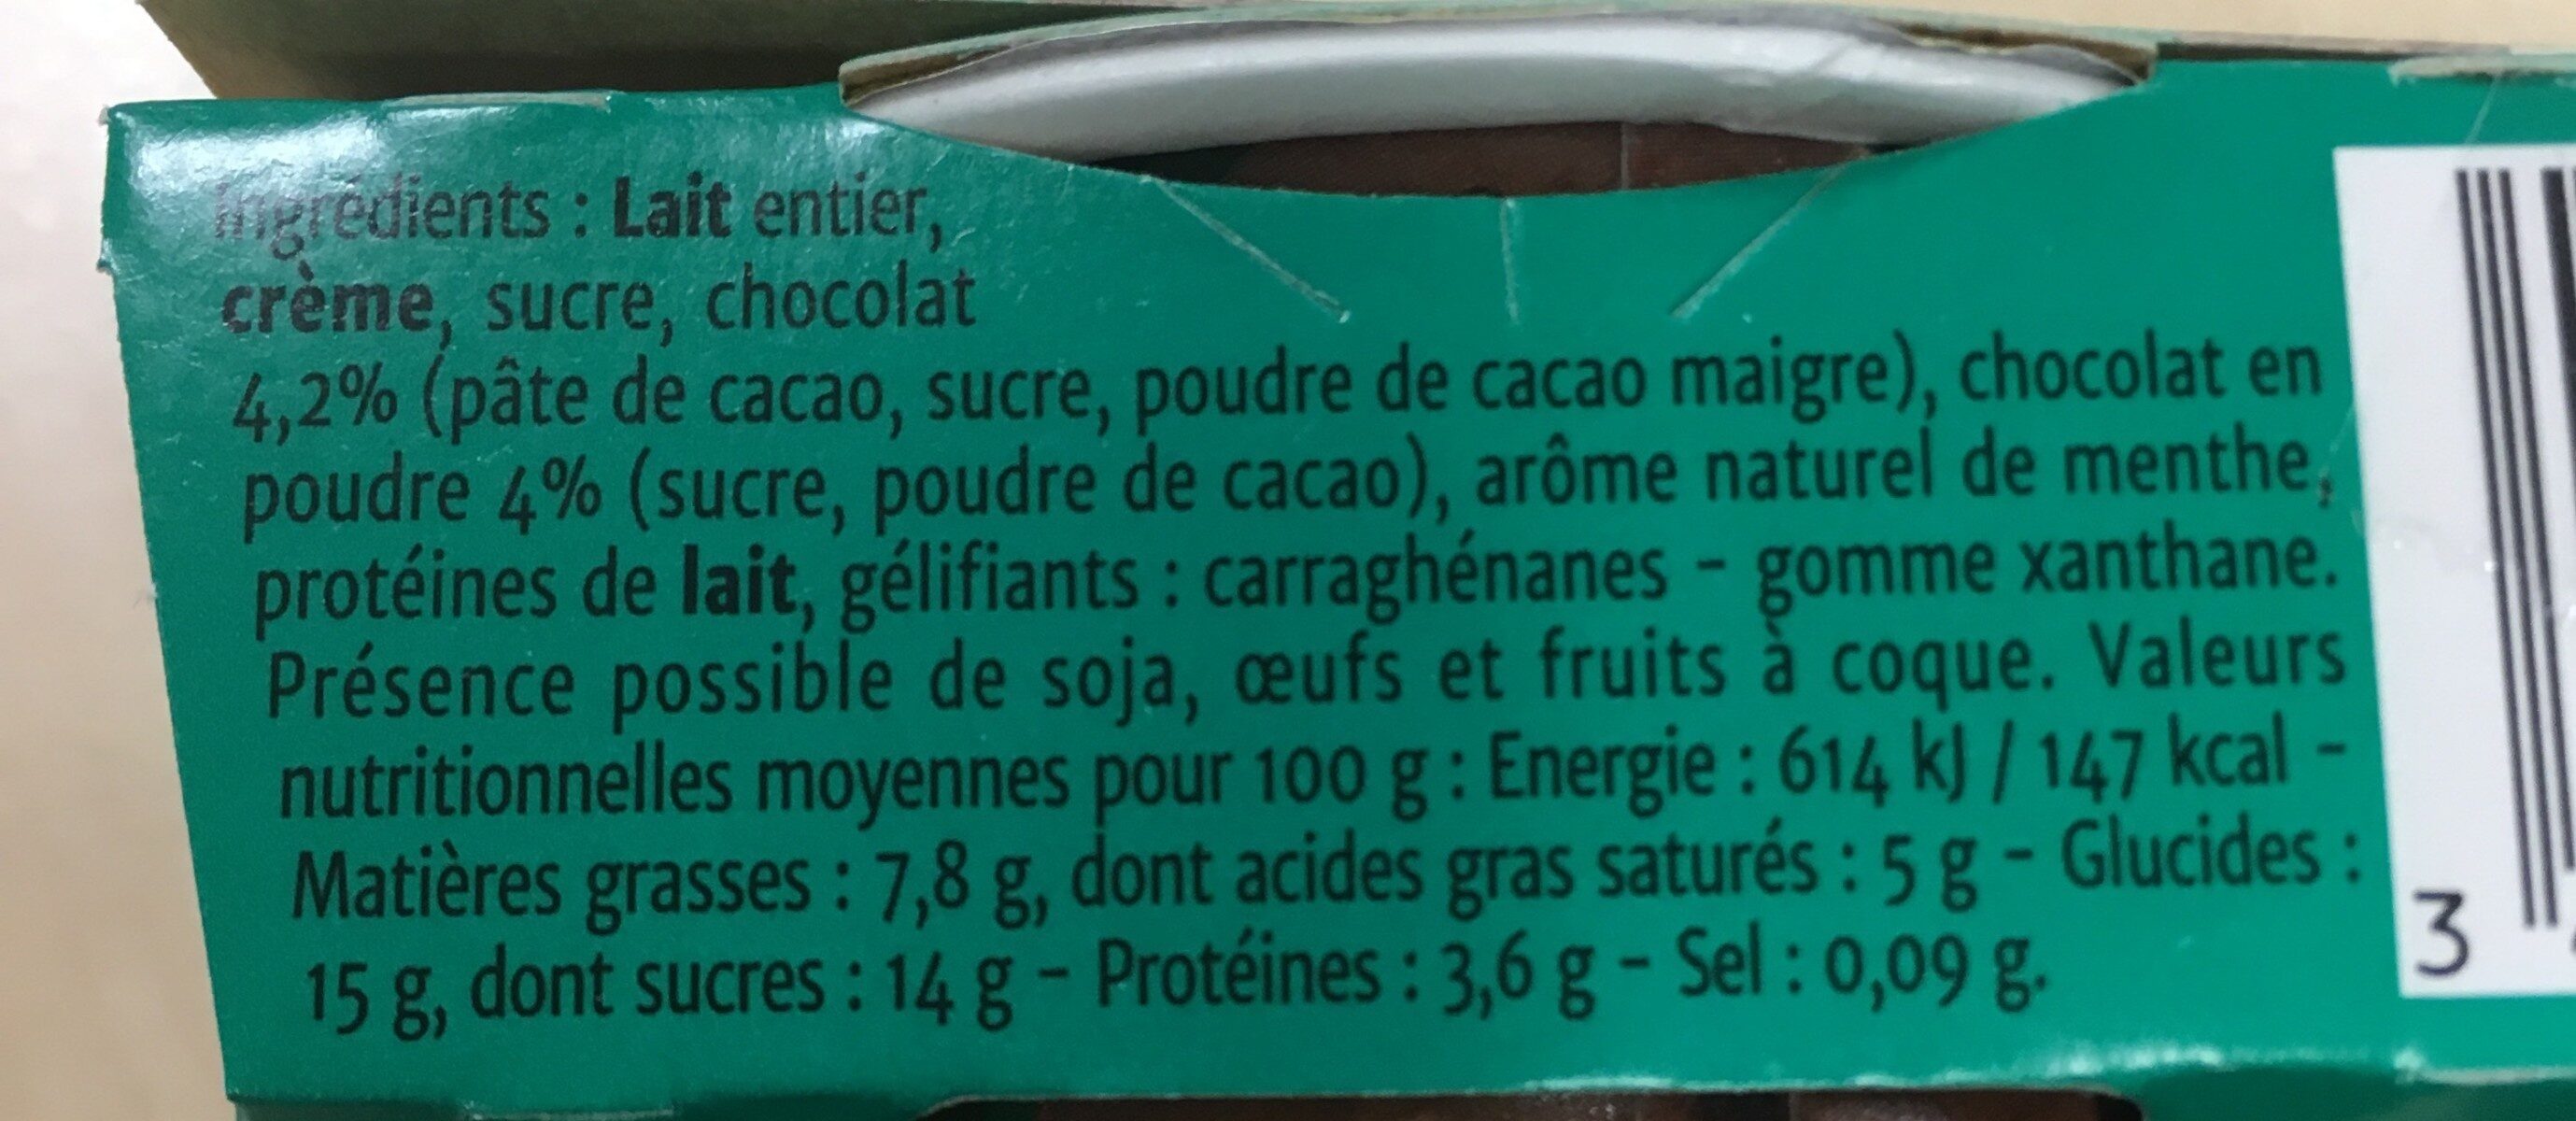 Ingrédients : Lait entier,
crème, sucre, chocolat
4,2% (pâte de cacao, sucre, poudre de cacao maigre), chocolat en
poudre 4% (sucre, poudre de cacao), arôme naturel de menthe,
protéines de lait, gélifiants : carraghénanes - gomme xanthane.
Présence possible de soja, œufs et fruits à coque. Valeurs
nutritionnelles moyennes pour 100 g : Energie : 614 kJ / 147 kcal -
Matières grasses : 7,8 g, dont acides gras saturés : 5 g - Glucides :
15 g, dont sucres : 14 g - Protéines : 3,6 g - Sel : 0,09 g.
3